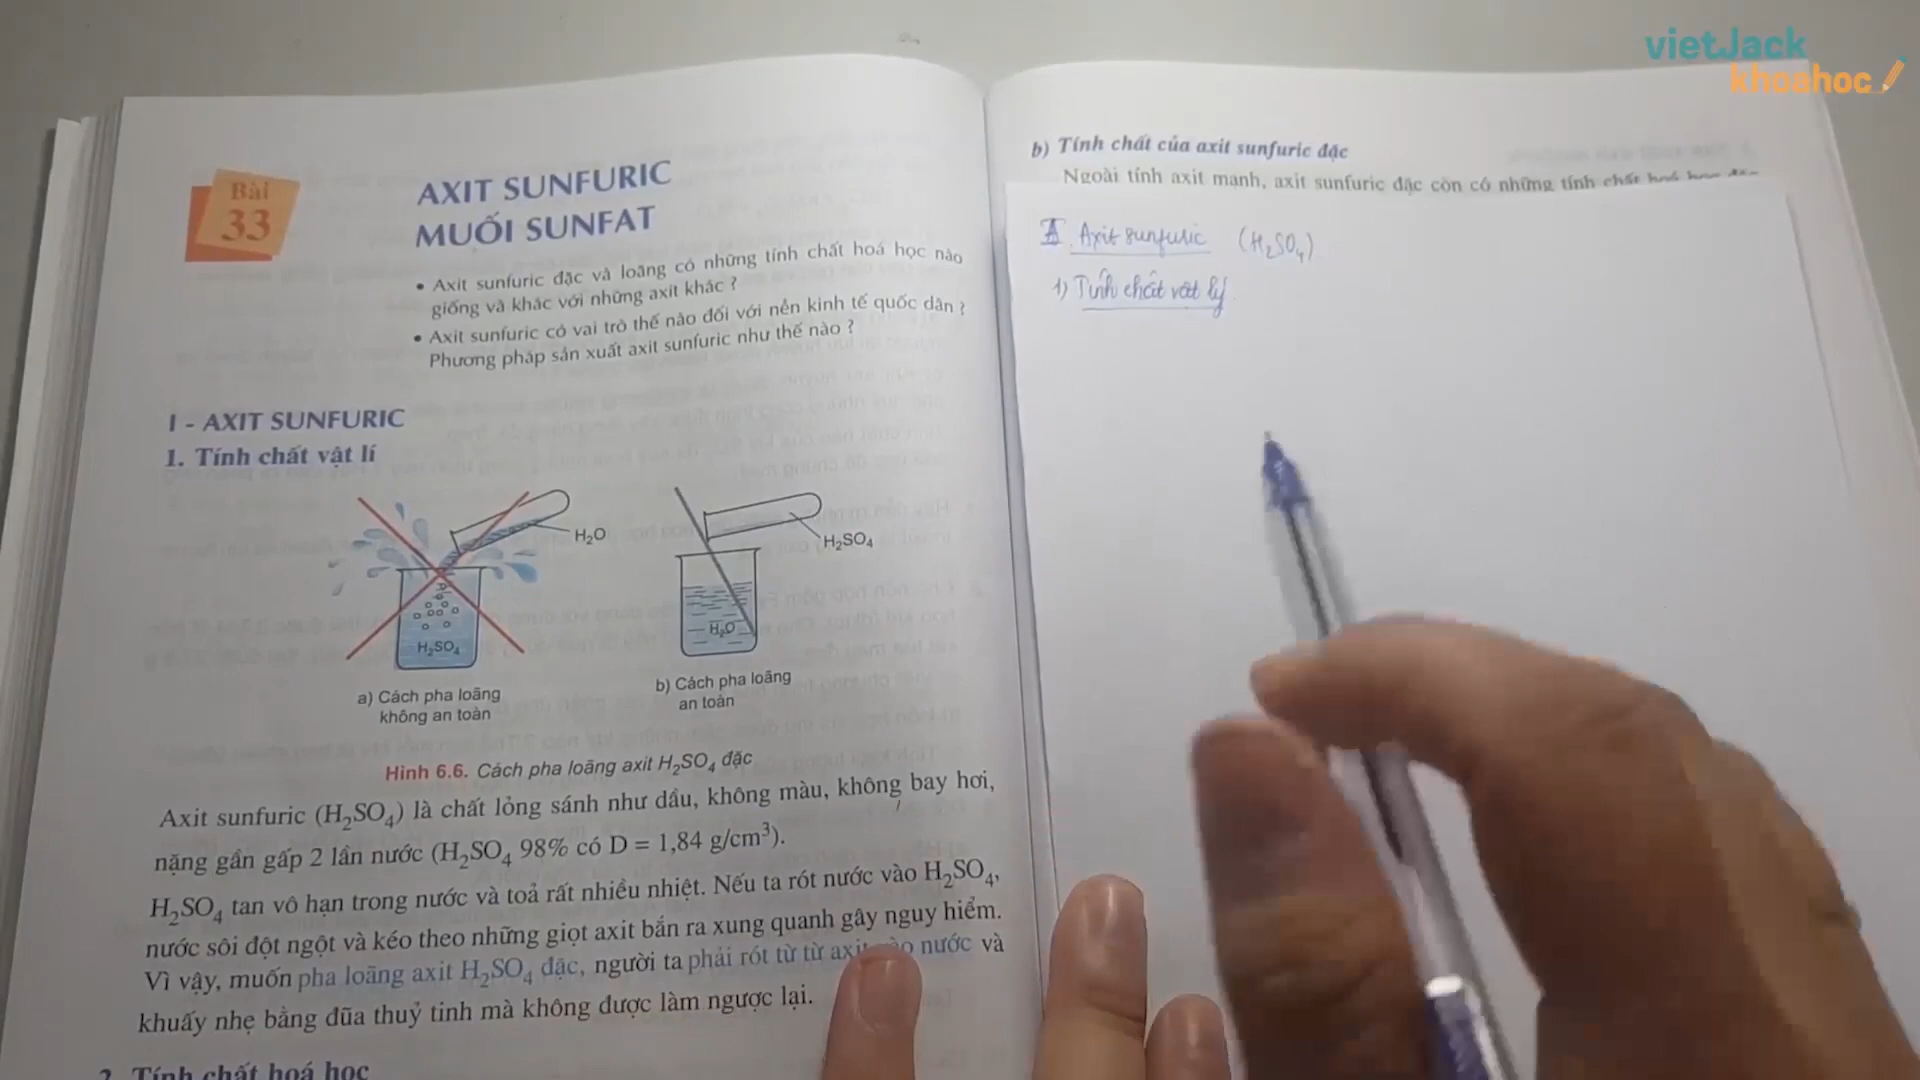 vietJack
khoahoc
Bài
33
AXIT SUNFURIC
MUỐI SUNFAT
• Axit sunfuric đặc và loãng có những tính chất hoá học nào
giống và khác với những axit khác ?
• Axit sunfuric có vai trò thế nào đối với nền kinh tế quốc dân ?
Phương pháp sản xuất axit sunfuric như thế nào ?
I - AXIT SUNFURIC
1. Tính chất vật lí
H₂O
H₂SO₄
a) Cách pha loãng
không an toàn
H₂SO₄
H₂O
b) Cách pha loãng
an toàn
Hình 6.6. Cách pha loãng axit H₂SO₄ đặc
Axit sunfuric (H₂SO₄) là chất lỏng sánh như dầu, không màu, không bay hơi,
nặng gần gấp 2 lần nước (H₂SO₄ 98% có D = 1,84 g/cm³).
H₂SO₄ tan vô hạn trong nước và toả rất nhiều nhiệt. Nếu ta rót nước vào H₂SO₄,
nước sôi đột ngột và kéo theo những giọt axit bắn ra xung quanh gây nguy hiểm.
Vì vậy, muốn pha loãng axit H₂SO₄ đặc, người ta phải rót từ từ axit vào nước và
khuấy nhẹ bằng đũa thuỷ tinh mà không được làm ngược lại.
2. Tính chất hoá học
b) Tính chất của axit sunfuric đặc
Ngoài tính axit mạnh, axit sunfuric đặc còn có những tính chất hoá học
Axit sunfuric (H₂SO₄)
1) Tính chất vật lý